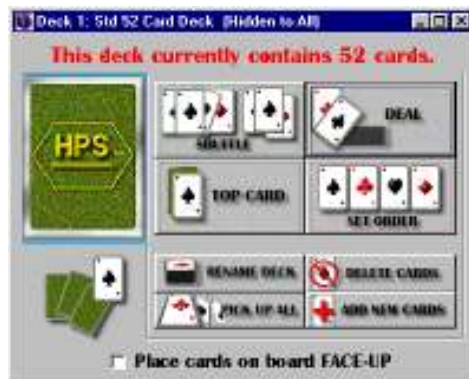 Deck 1: Std 52 Card Deck (Hidden to All)
This deck currently contains 52 cards.
HPS
SHUFFLE
DEAL
TOP-CARD
SET ORDER
RENAME DECK
DELETE CARDS
PICK UP ALL
ADD NEW CARDS
Place cards on board FACE-UP